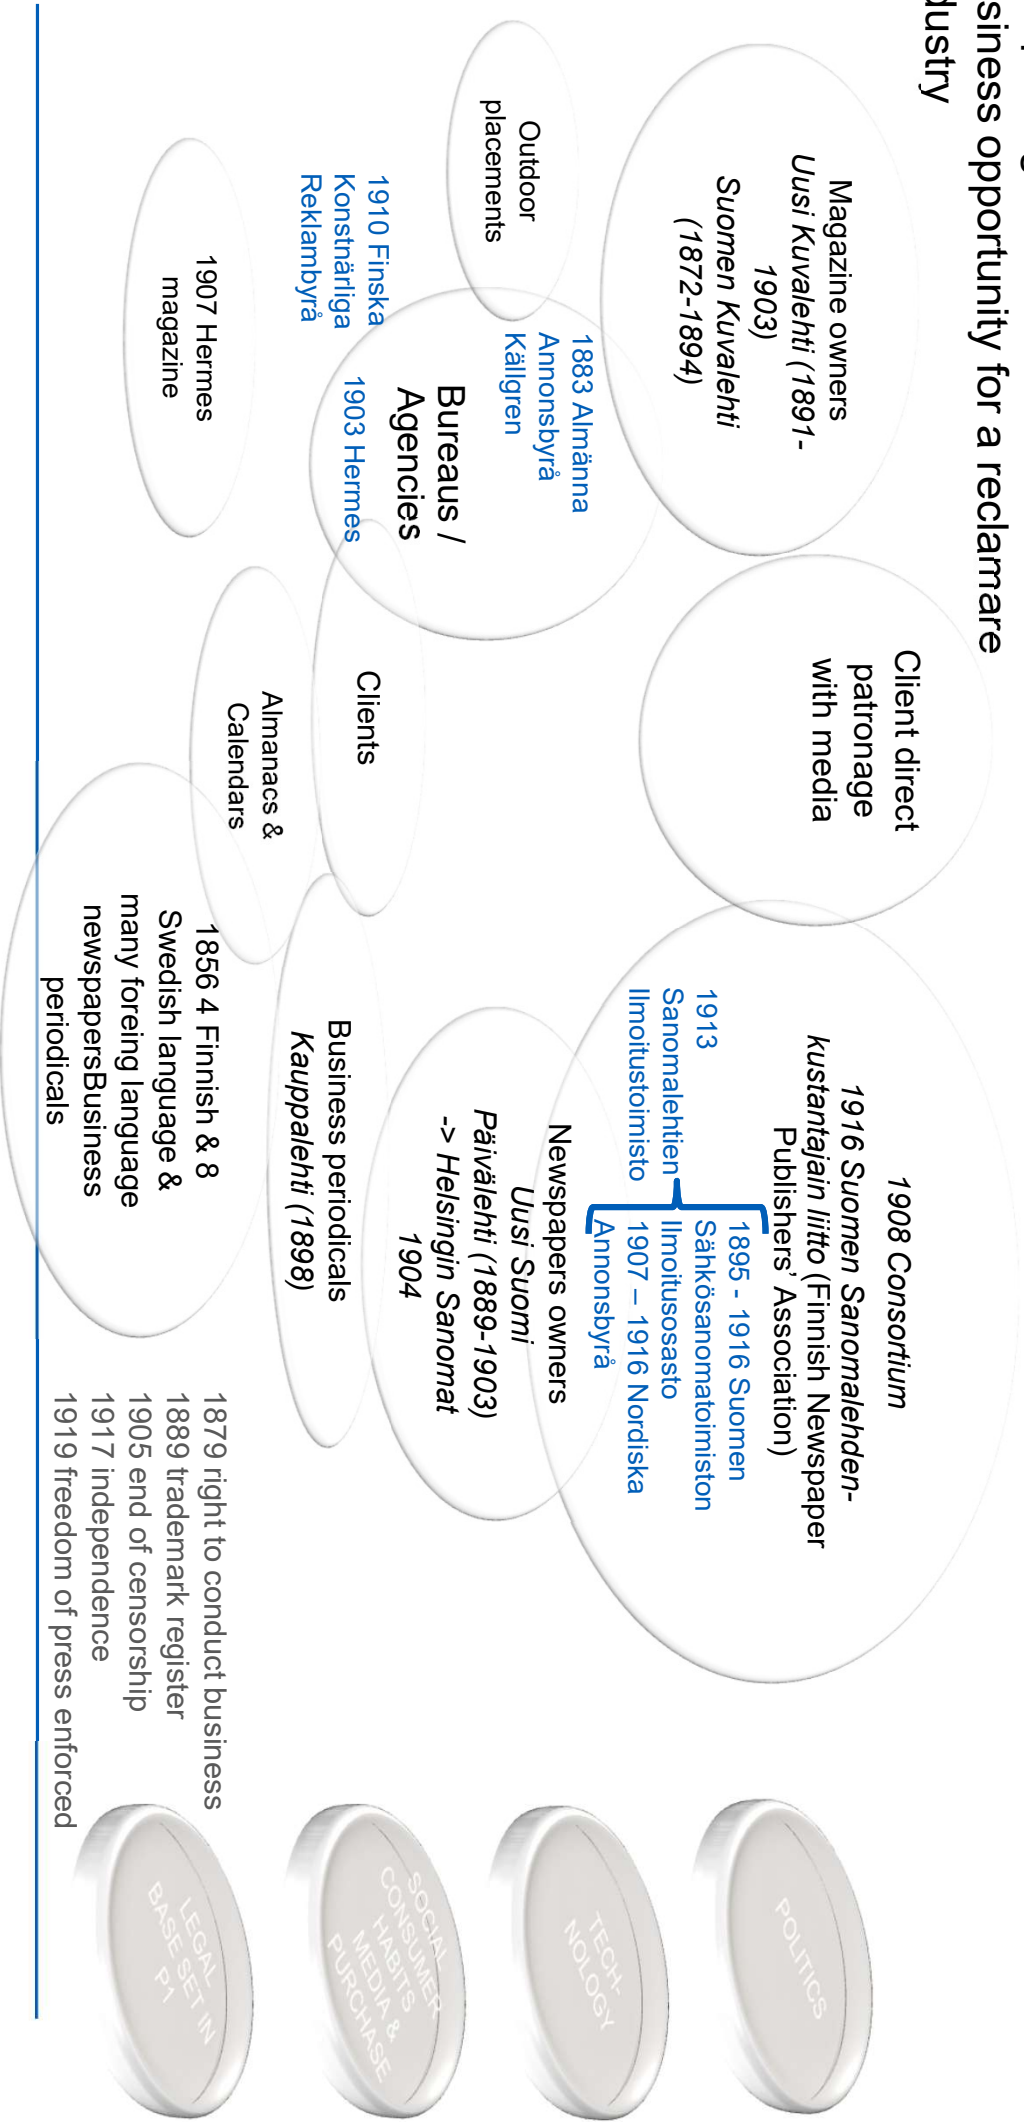 siness opportunity for a reclamare
dustry
Magazine owners
Uusi Kuvalehti (1891-
1903)
Suomen Kuvalehti
(1872-1894)
Client direct
patronage
with media
1908 Consortium
1916 Suomen Sanomalehden-
kustantajain liitto (Finnish Newspaper
Publishers’ Association)
1913
Sanomalehtien
Ilmoitustoimisto
1895 - 1916 Suomen
Sähkösanomatoimiston
Ilmoitusosasto
1907 – 1916 Nordiska
Annonsbyrå
Outdoor
placements
1883 Almänna
Annonsbyrå
Källgren
Bureaus /
Agencies
1903 Hermes
1910 Finska
Konstnärliga
Reklambyrå
Newspapers owners
Uusi Suomi
Päivälehti (1889-1903)
-> Helsingin Sanomat
1904
Clients
Business periodicals
Kauppalehti (1898)
1907 Hermes
magazine
Almanacs &
Calendars
1856 4 Finnish & 8
Swedish language &
many foreing language
newspapersBusiness
periodicals
1879 right to conduct business
1889 trademark register
1905 end of censorship
1917 independence
1919 freedom of press enforced
POLITICS
TECH-
NOLOGY
SOCIAL
CONSUMER
HABITS
MEDIA &
PURCHASE
LEGAL
BASE SET IN
P1